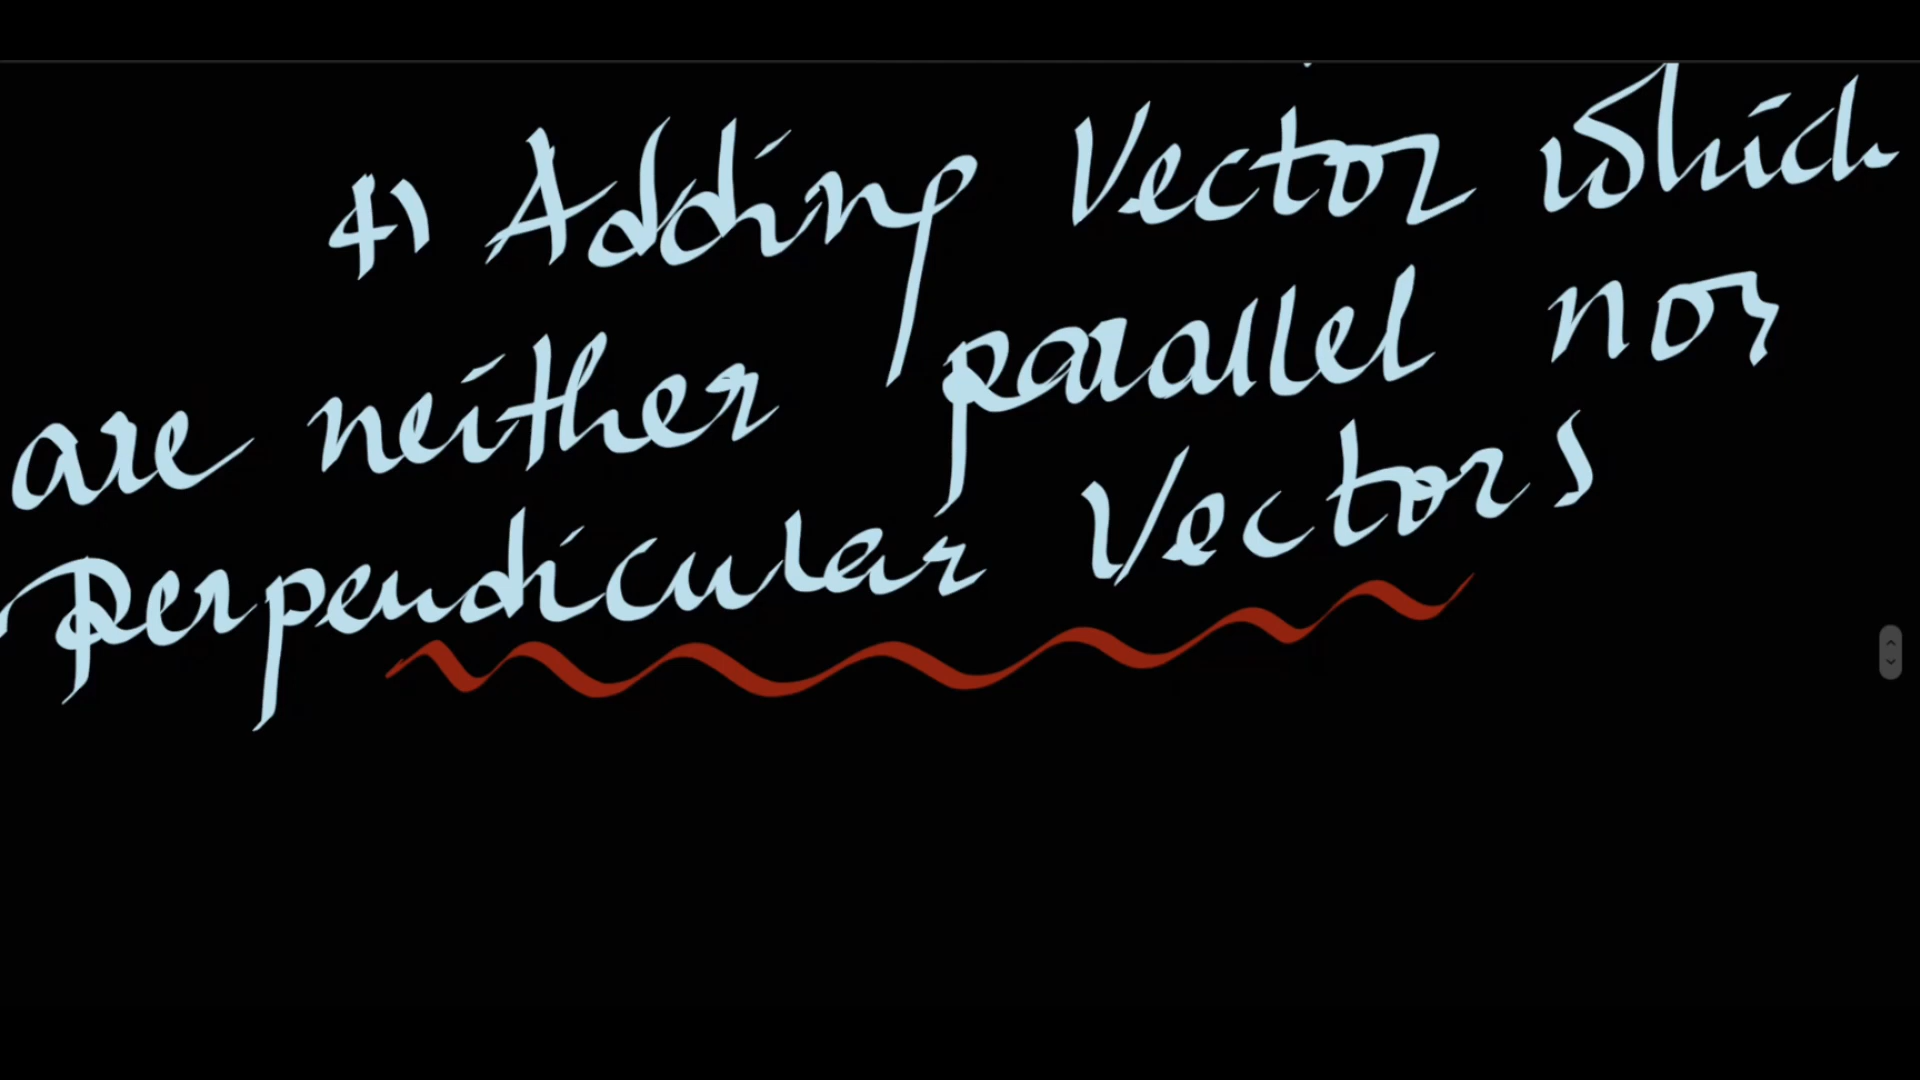 4) Adding Vector which
are neither parallel nor
Perpendicular Vectors